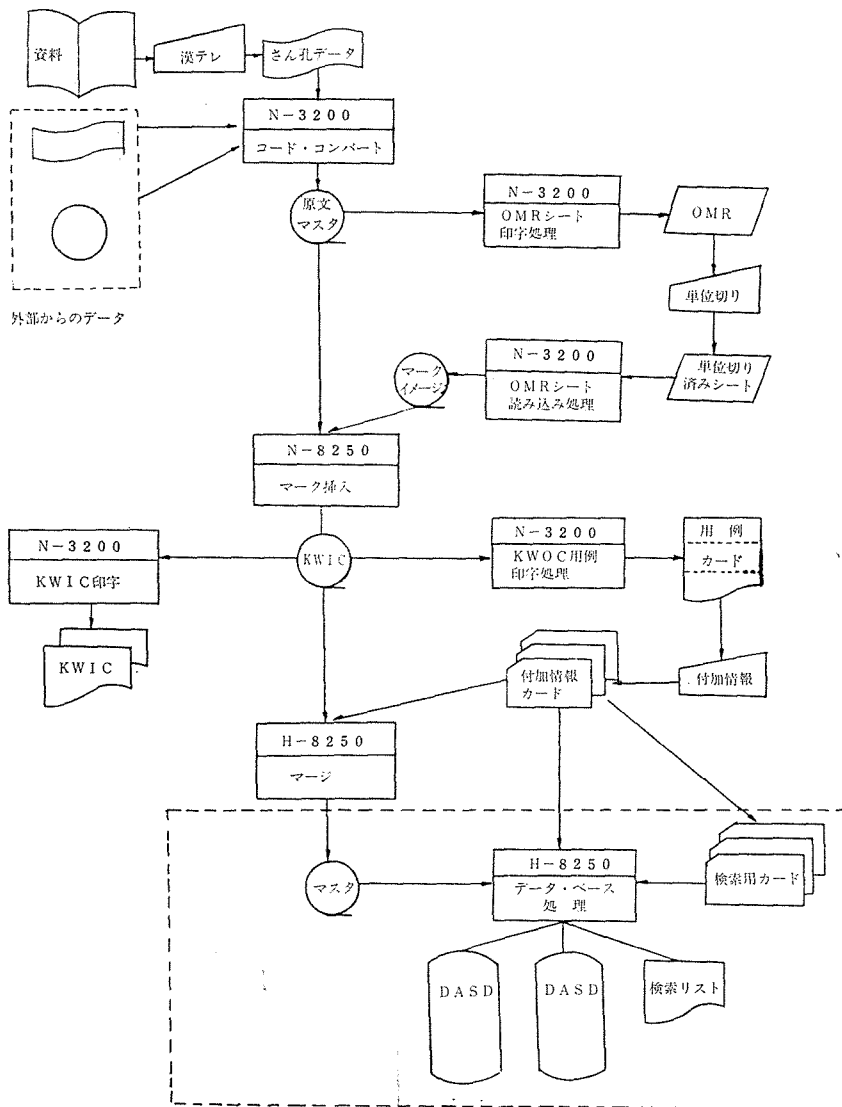 資料
漢テレ
さん孔データ
N-3200
コード・コンバート
外部からのデータ
原文
マスタ
N-3200
OMRシート
印字処理
OMR
単位切り
単位切り
済みシート
N-3200
OMRシート
読み込み処理
マーク
イメージ
N-8250
マーク挿入
KWIC
N-3200
KWIC印字
KWIC
N-3200
KWOC用例
印字処理
用例
カード
付加情報
付加情報
カード
H-8250
マージ
マスタ
H-8250
データ・ベース
処理
検索用カード
DASD
DASD
検索リスト